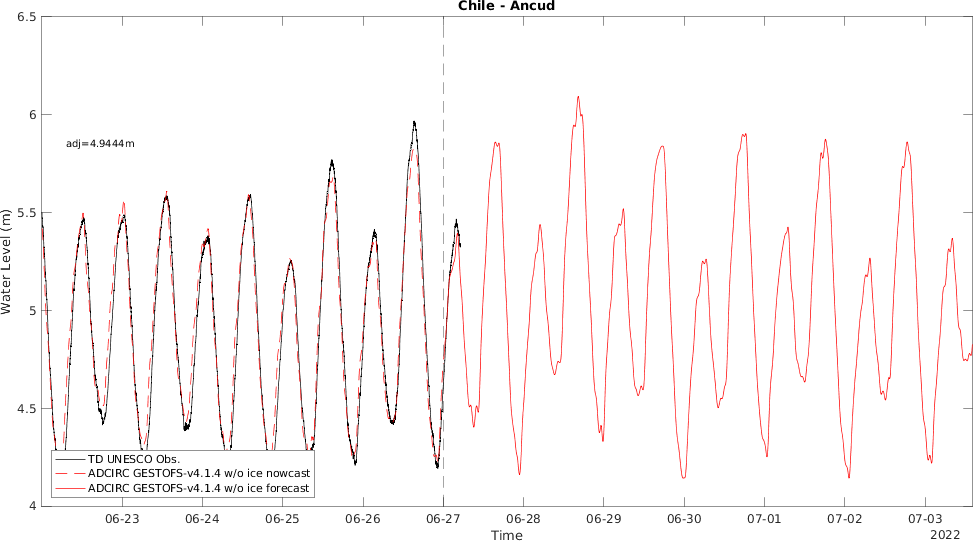 Chile - Ancud
6.5
6
adj=4.9444m
5.5
Water Level (m)
5
4.5
TD UNESCO Obs.
ADCIRC GESTOFS-v4.1.4 w/o ice nowcast
ADCIRC GESTOFS-v4.1.4 w/o ice forecast
4
06-23 06-24 06-25 06-26 06-27 06-28 06-29 06-30 07-01 07-02 07-03
Time
2022